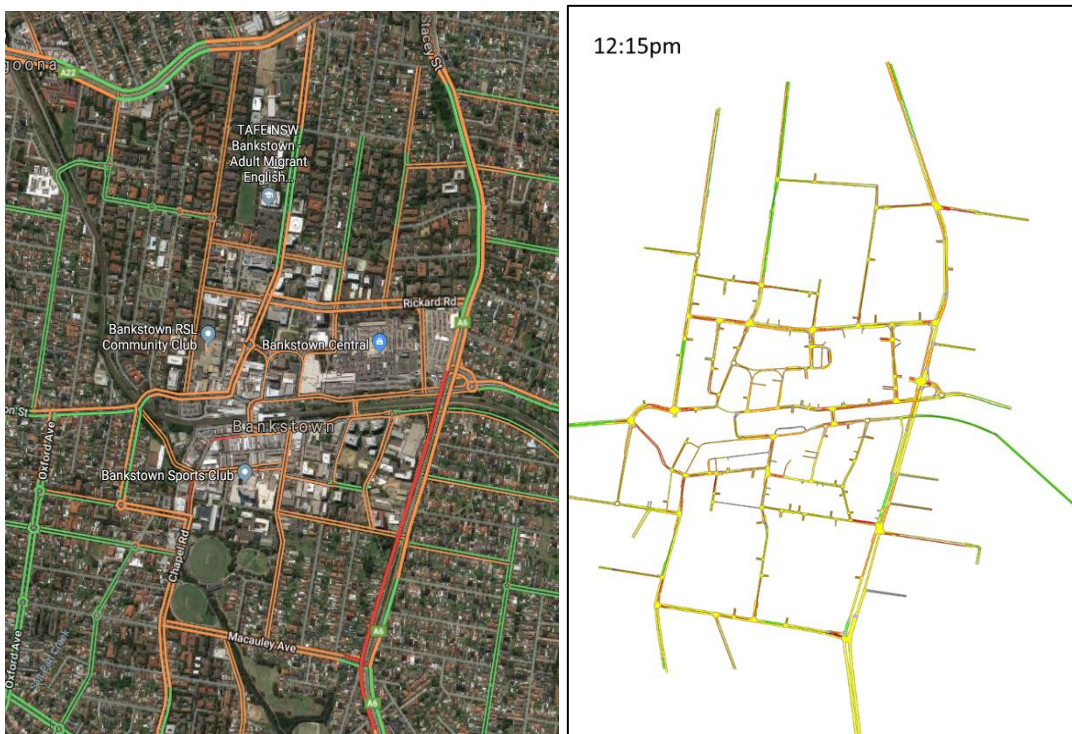 goona
A22
Stacey St
TAFE NSW
Bankstown -
Adult Migrant
English...
Rickard Rd
A6
Bankstown RSL
Community Club
Bankstown Central
on St
Bankstown
Oxford Ave
Bankstown Sports Club
Chapel Rd
Macauley Ave
A6
Oxford Ave
A6
12:15pm